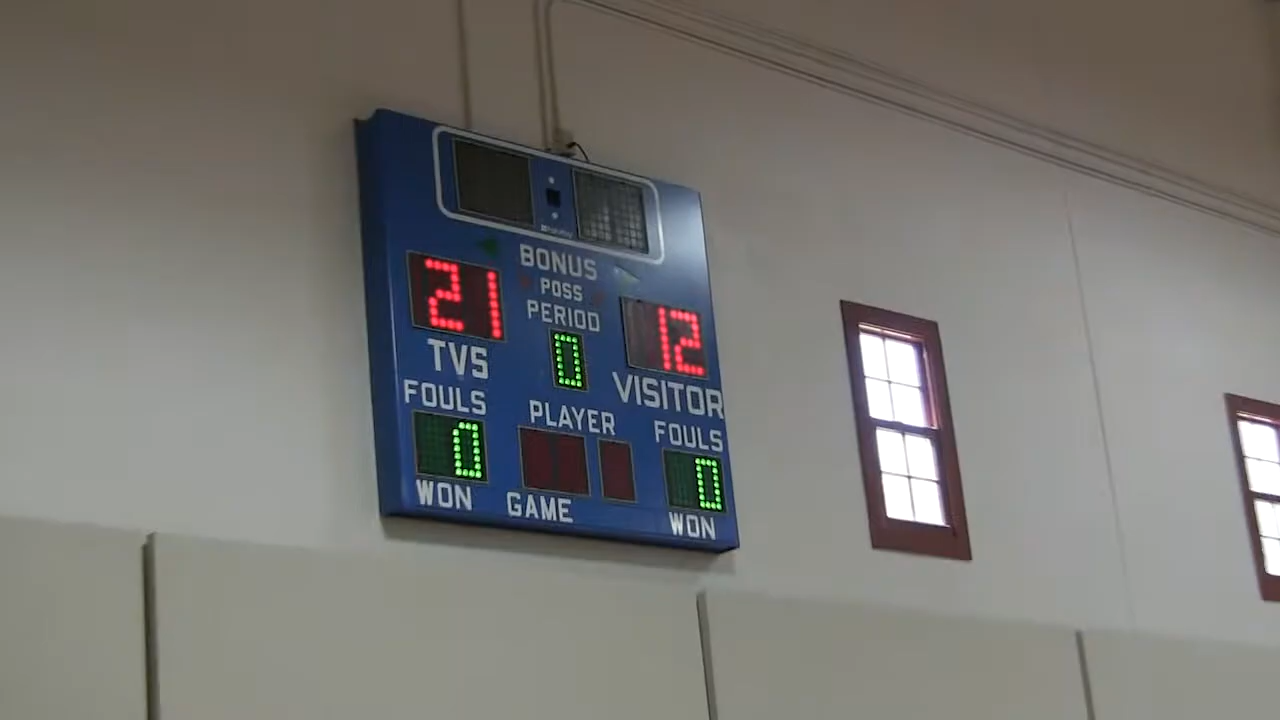 BONUS
POSS
PERIOD
21 0 12
TVS VISITOR
FOULS PLAYER FOULS
0 0
WON GAME WON